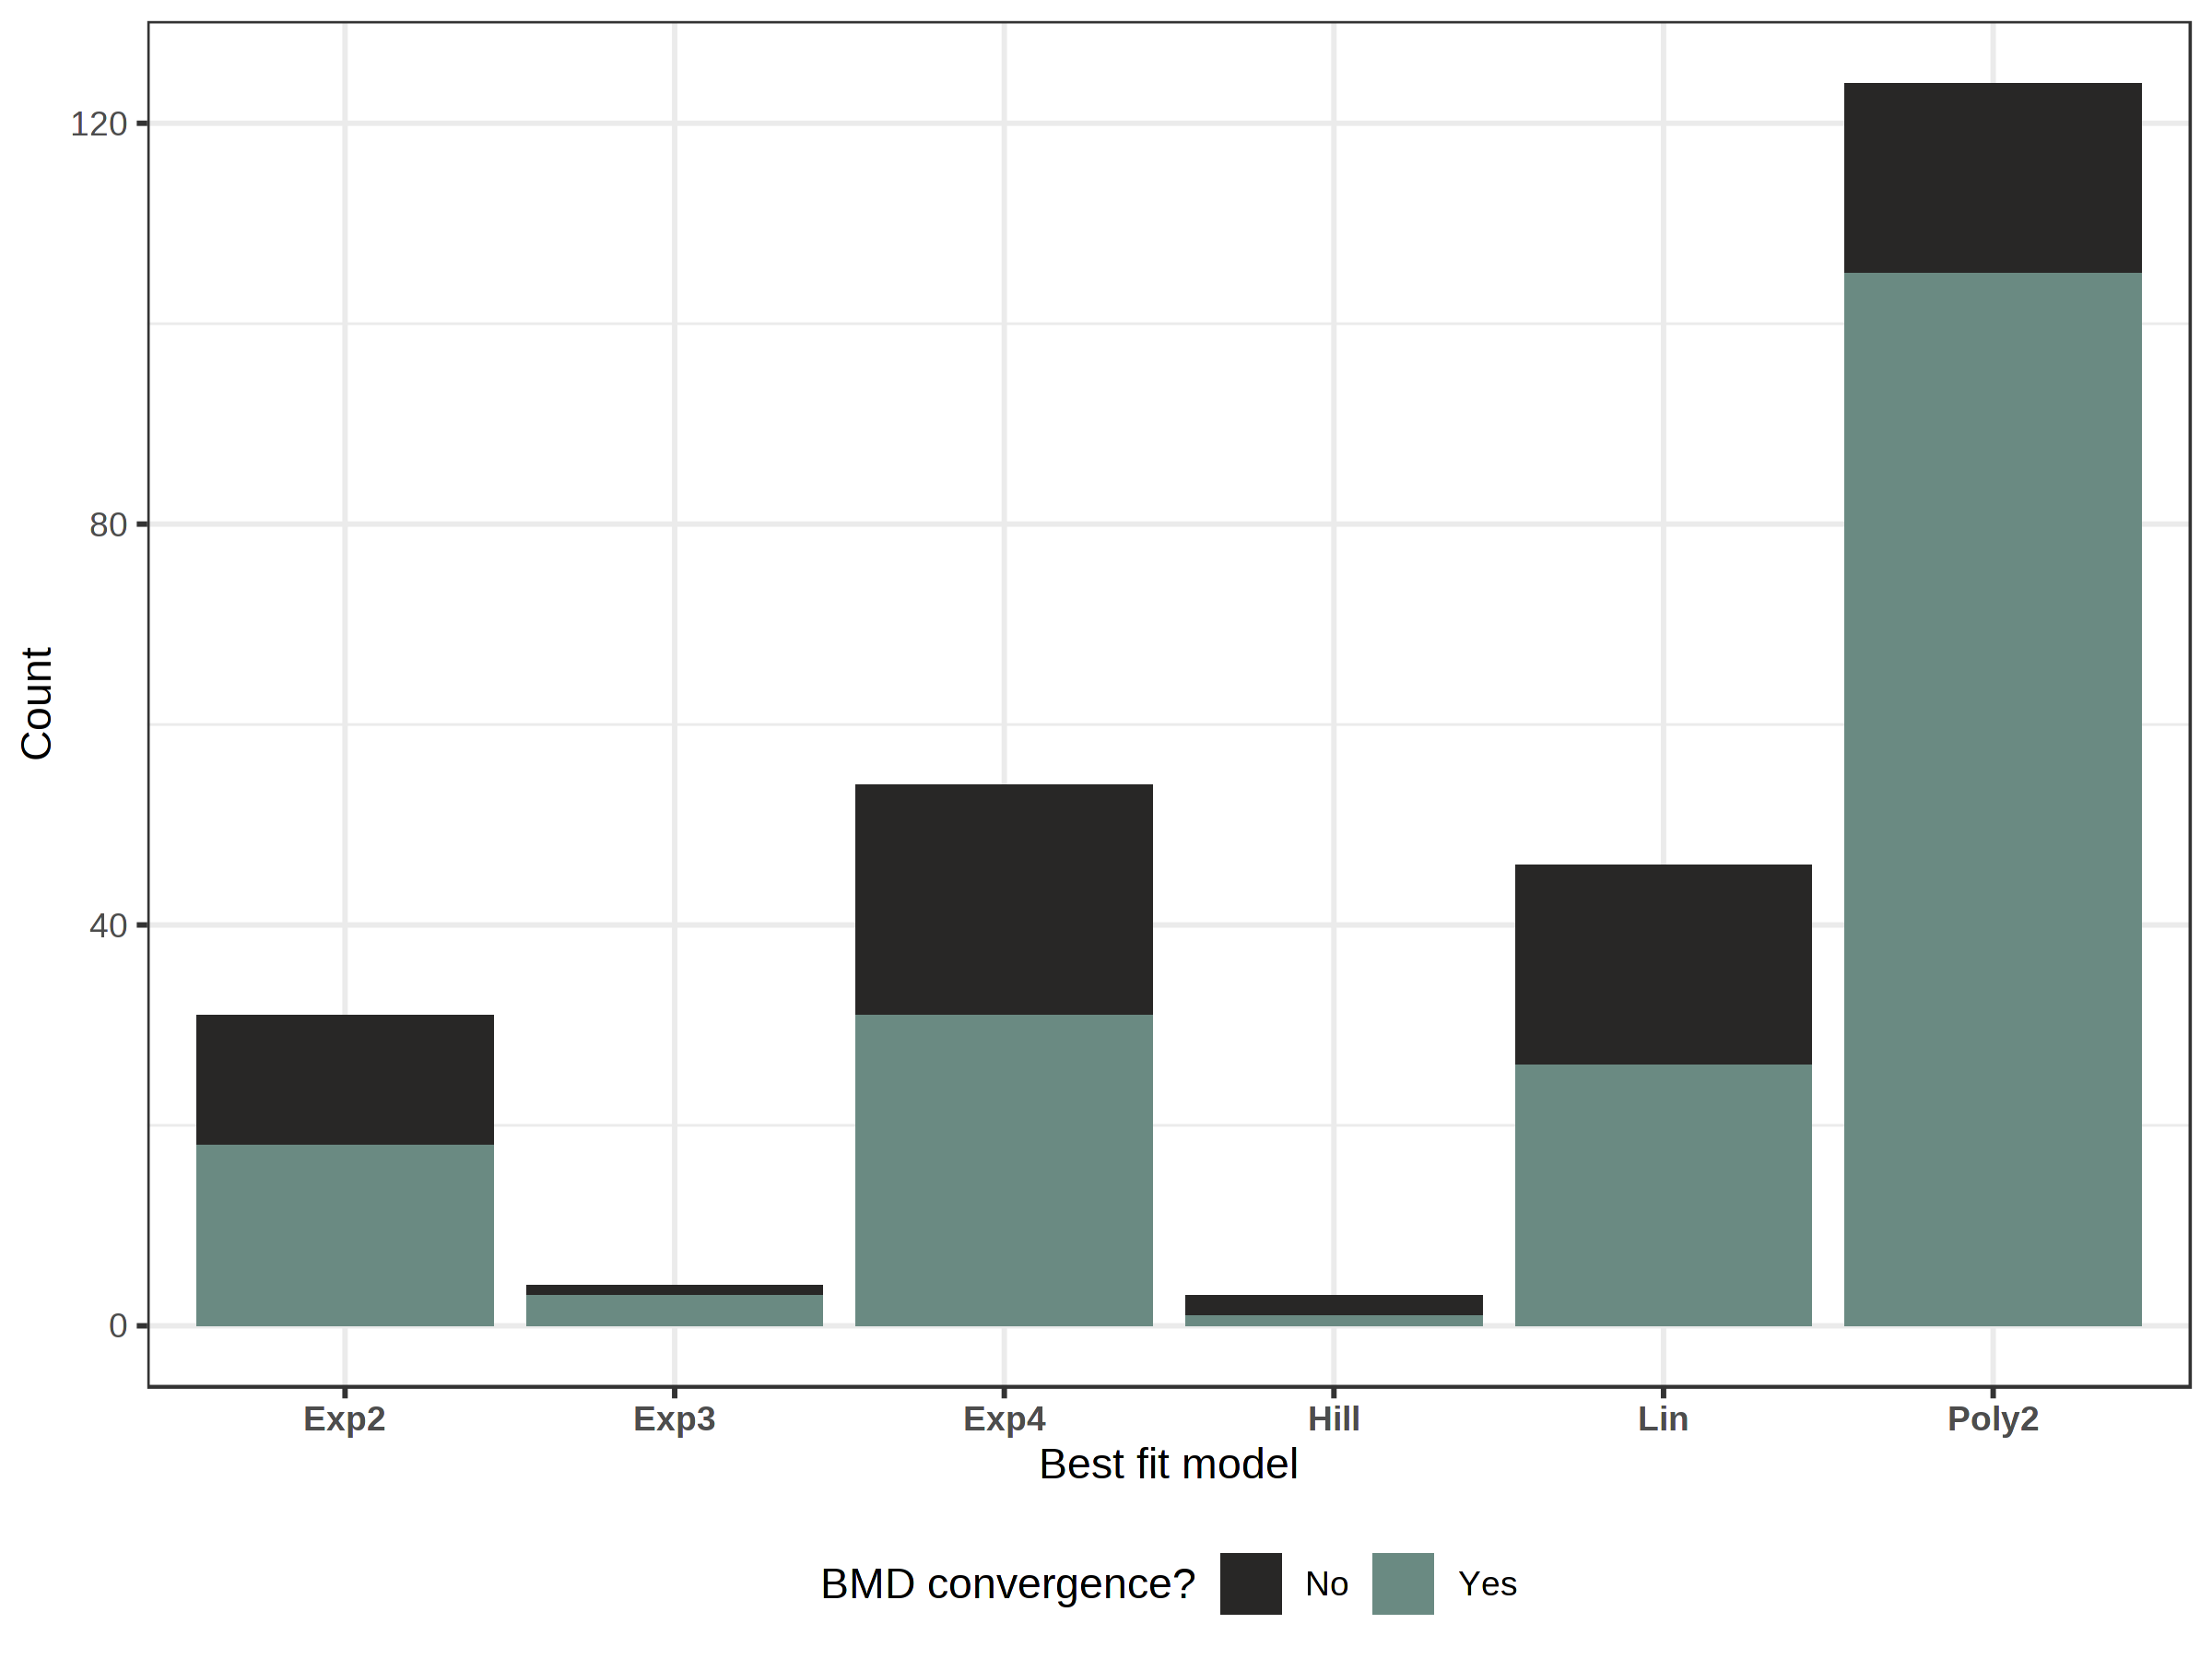 120
80
40
0
Count
Exp2 Exp3 Exp4 Hill Lin Poly2
Best fit model
BMD convergence? No Yes